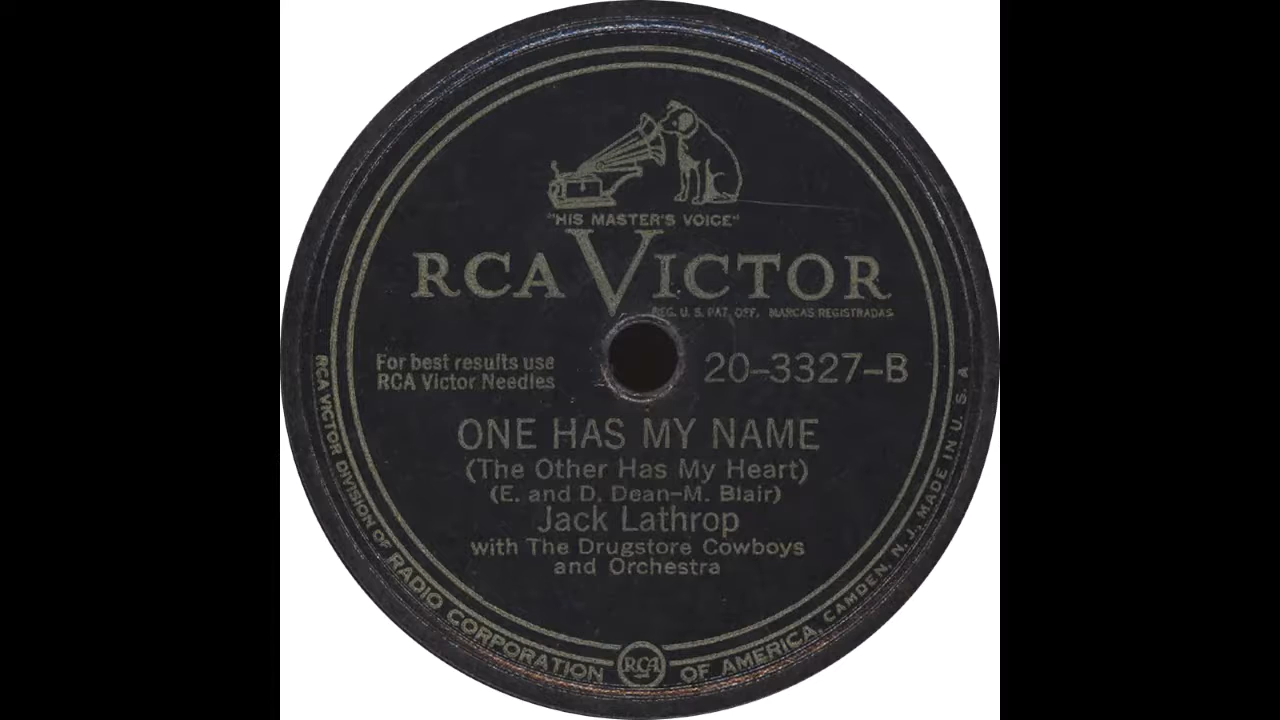 "HIS MASTER'S VOICE"
RCA VICTOR
REG. U. S. PAT. OFF. MARCAS REGISTRADAS
For best results use
RCA Victor Needles
20-3327-B
ONE HAS MY NAME
(The Other Has My Heart)
(E. and D. Dean-M. Blair)
Jack Lathrop
with The Drugstore Cowboys
and Orchestra
RCA VICTOR DIVISION OF RADIO CORPORATION OF AMERICA, CAMDEN, N. J., MADE IN U. S. A
RCA